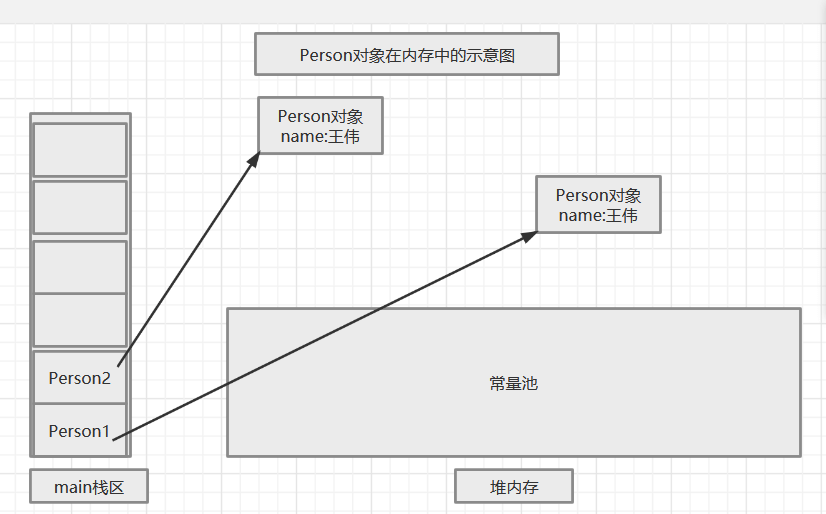 Person对象在内存中的示意图
Person对象
name:王伟
Person对象
name:王伟
Person2
Person1
常量池
main栈区
堆内存